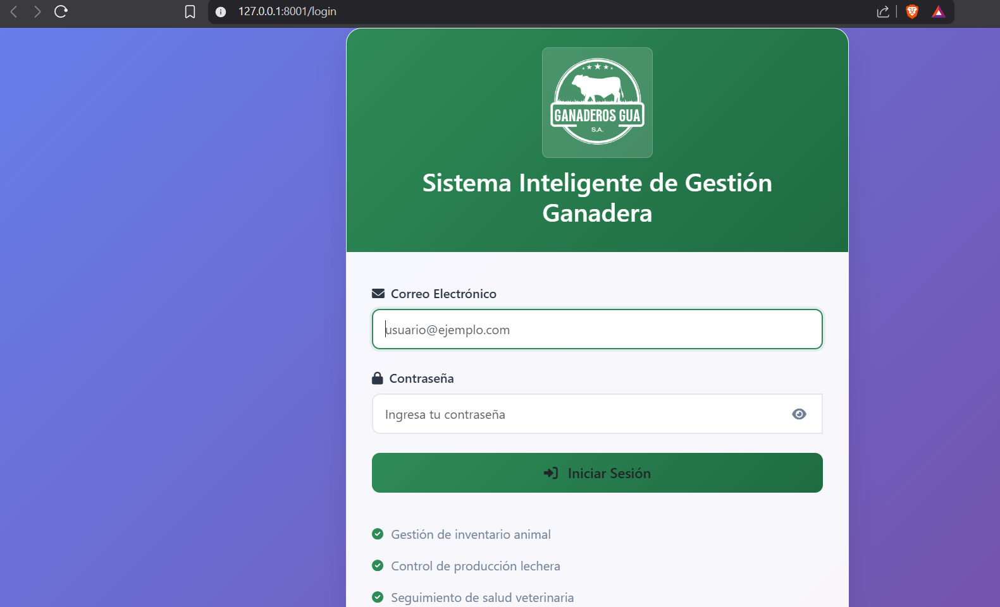 127.0.0.1:8001/login
GANADEROS GUA
S.A.
Sistema Inteligente de Gestión
Ganadera
Correo Electrónico
usuario@ejemplo.com
Contraseña
Ingresa tu contraseña
Iniciar Sesión
Gestión de inventario animal
Control de producción lechera
Seguimiento de salud veterinaria